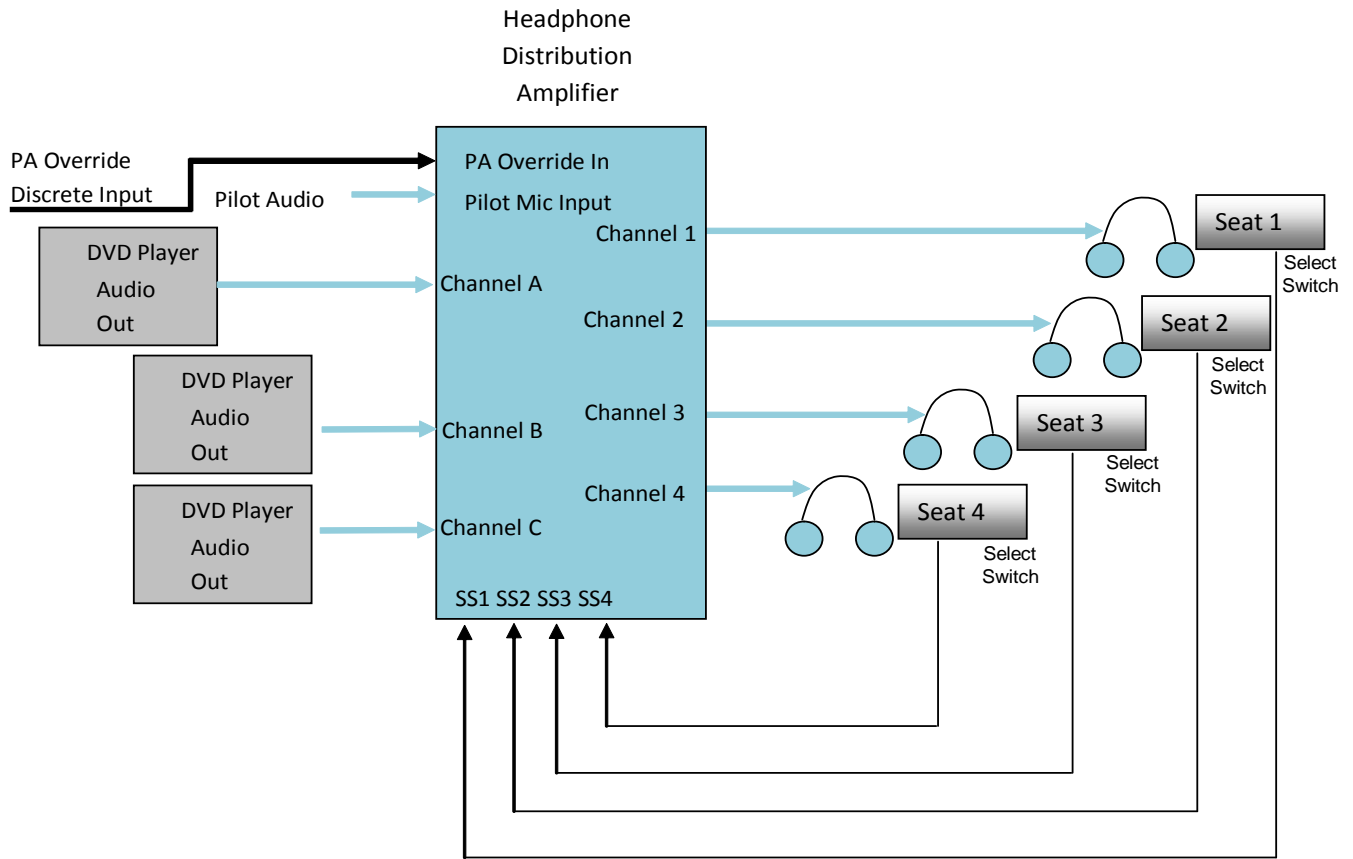 Headphone
Distribution
Amplifier
PA Override
Discrete Input
Pilot Audio
PA Override In
Pilot Mic Input
Channel 1
Seat 1
Select
Switch
DVD Player
Audio
Out
Channel A
Channel 2
Seat 2
Select
Switch
DVD Player
Audio
Out
Channel B
Channel 3
Seat 3
Select
Switch
DVD Player
Audio
Out
Channel C
Channel 4
Seat 4
Select
Switch
SS1 SS2 SS3 SS4